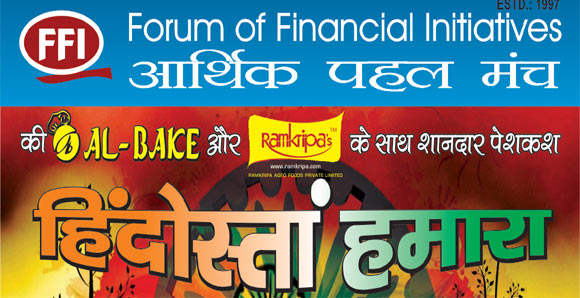 ESTD.: 1997
FFI Forum of Financial Initiatives
आर्थिक पहल मंच
की AL-BAKE और Ramkripa's™ के साथ शानदार पेशकश
www.ramkripa.com
RAMKRIPA AGRO FOODS PRIVATE LIMITED
हिंदोस्तां हमारा